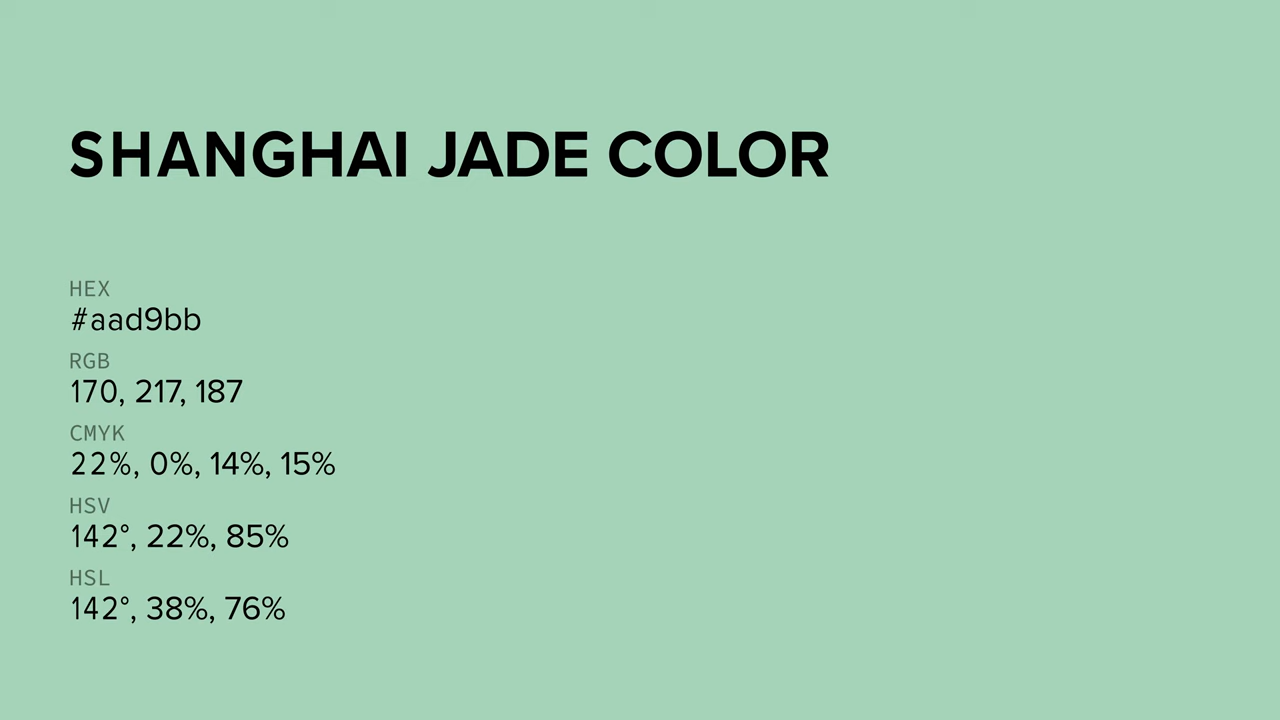 SHANGHAI JADE COLOR
HEX
#aad9bb
RGB
170, 217, 187
CMYK
22%, 0%, 14%, 15%
HSV
142°, 22%, 85%
HSL
142°, 38%, 76%